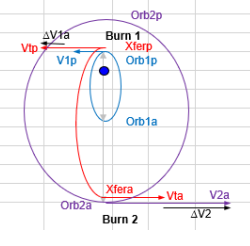 Orb2p
ΔV1a
Burn 1
Vtp
Xferp
V1p
Orb1p
Orb1a
Xfera
Vta
V2a
Orb2a
ΔV2
Burn 2